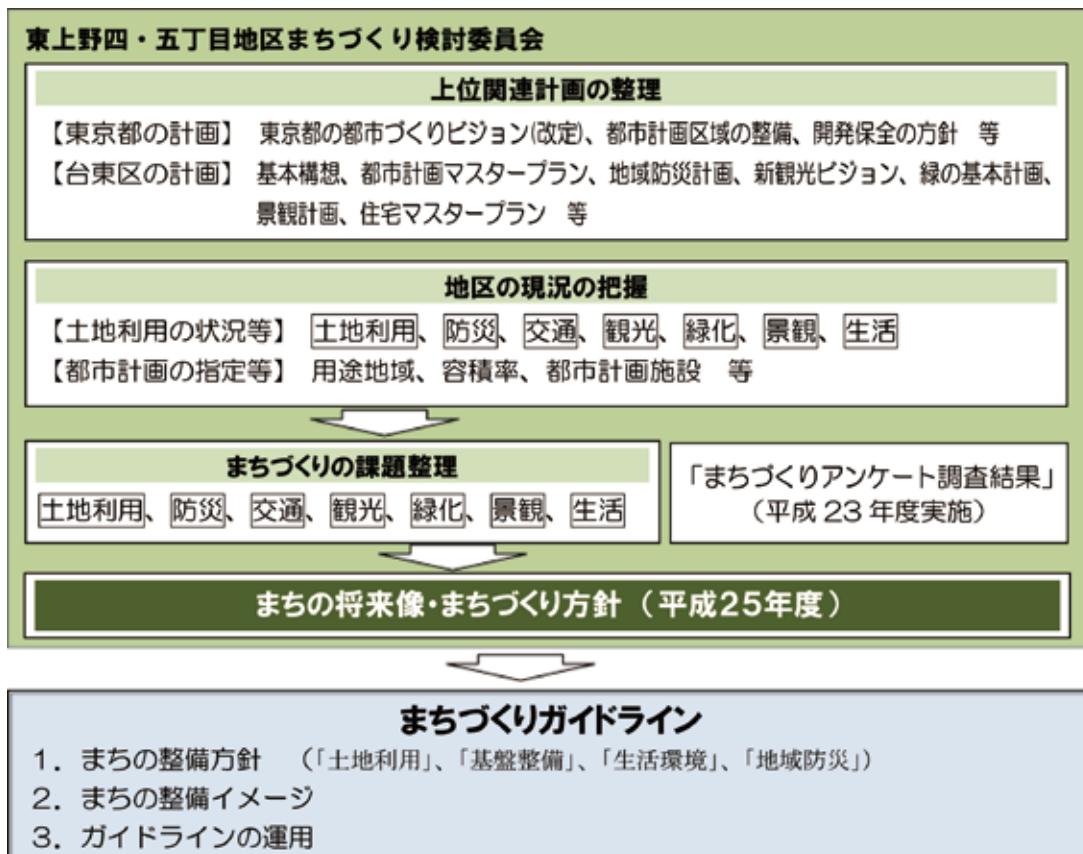 東上野四・五丁目地区まちづくり検討委員会
上位関連計画の整理
【東京都の計画】 東京都の都市づくりビジョン(改定)、都市計画区域の整備、開発保全の方針 等
【台東区の計画】 基本構想、都市計画マスタープラン、地域防災計画、新観光ビジョン、緑の基本計画、
景観計画、住宅マスタープラン 等
地区の現況の把握
【土地利用の状況等】 土地利用、防災、交通、観光、緑化、景観、生活
【都市計画の指定等】 用途地域、容積率、都市計画施設 等
まちづくりの課題整理
土地利用、防災、交通、観光、緑化、景観、生活
「まちづくりアンケート調査結果」
（平成 23 年度実施）
まちの将来像・まちづくり方針（平成25年度）
まちづくりガイドライン
1．まちの整備方針 （「土地利用」、「基盤整備」、「生活環境」、「地域防災」）
2．まちの整備イメージ
3．ガイドラインの運用